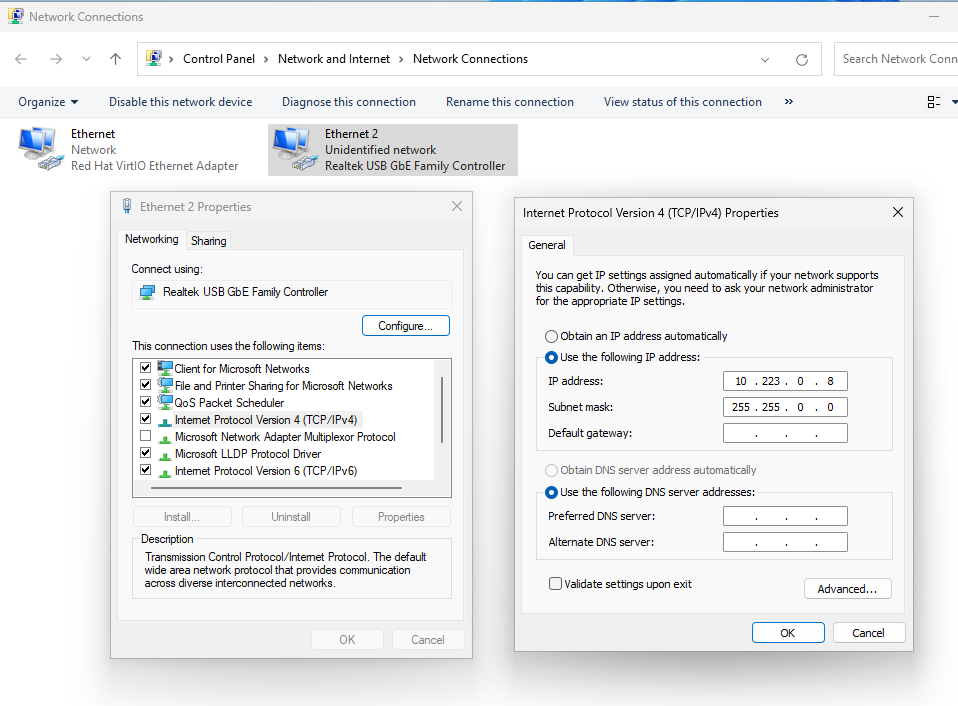 Network Connections
Control Panel > Network and Internet > Network Connections
Search Network Conn
Organize
Disable this network device
Diagnose this connection
Rename this connection
View status of this connection
»
Ethernet
Network
Red Hat VirtIO Ethernet Adapter
Ethernet 2
Unidentified network
Realtek USB GbE Family Controller
Ethernet 2 Properties
Networking
Sharing
Connect using:
Realtek USB GbE Family Controller
Configure...
This connection uses the following items:
Client for Microsoft Networks
File and Printer Sharing for Microsoft Networks
QoS Packet Scheduler
Internet Protocol Version 4 (TCP/IPv4)
Microsoft Network Adapter Multiplexor Protocol
Microsoft LLDP Protocol Driver
Internet Protocol Version 6 (TCP/IPv6)
Install...
Uninstall
Properties
Description
Transmission Control Protocol/Internet Protocol. The default
wide area network protocol that provides communication
across diverse interconnected networks.
OK
Cancel
Internet Protocol Version 4 (TCP/IPv4) Properties
General
You can get IP settings assigned automatically if your network supports
this capability. Otherwise, you need to ask your network administrator
for the appropriate IP settings.
Obtain an IP address automatically
Use the following IP address:
IP address: 10 . 223 . 0 . 8
Subnet mask: 255 . 255 . 0 . 0
Default gateway: . . .
Obtain DNS server address automatically
Use the following DNS server addresses:
Preferred DNS server: . . .
Alternate DNS server: . . .
Validate settings upon exit
Advanced...
OK
Cancel